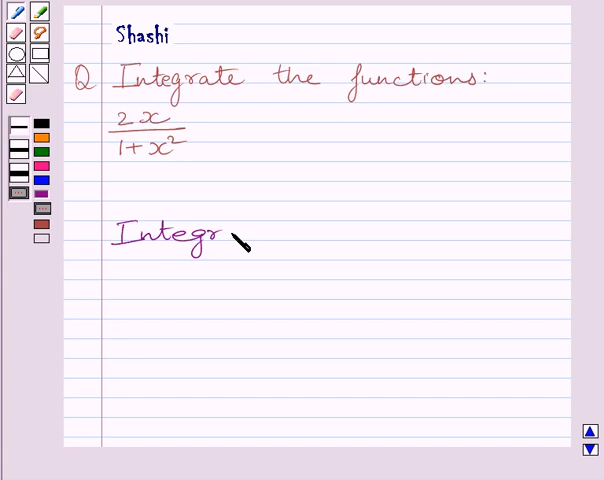 Shashi
Q Integrate the functions:
2x
1+x²
Integr